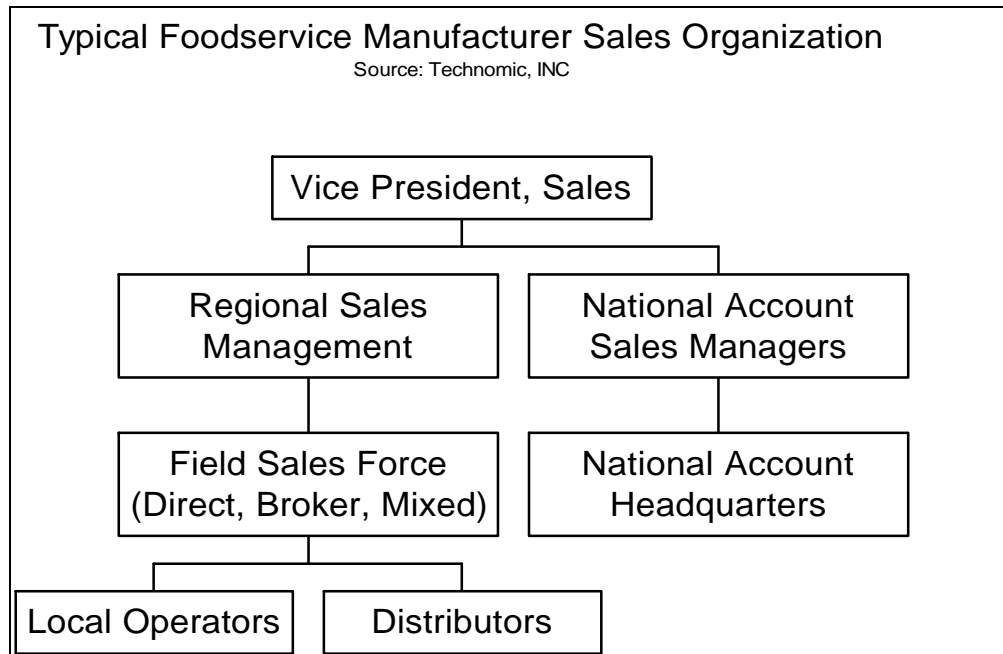 Typical Foodservice Manufacturer Sales Organization
Source: Technomic, INC
Vice President, Sales
Regional Sales
Management
National Account
Sales Managers
Field Sales Force
(Direct, Broker, Mixed)
National Account
Headquarters
Local Operators
Distributors